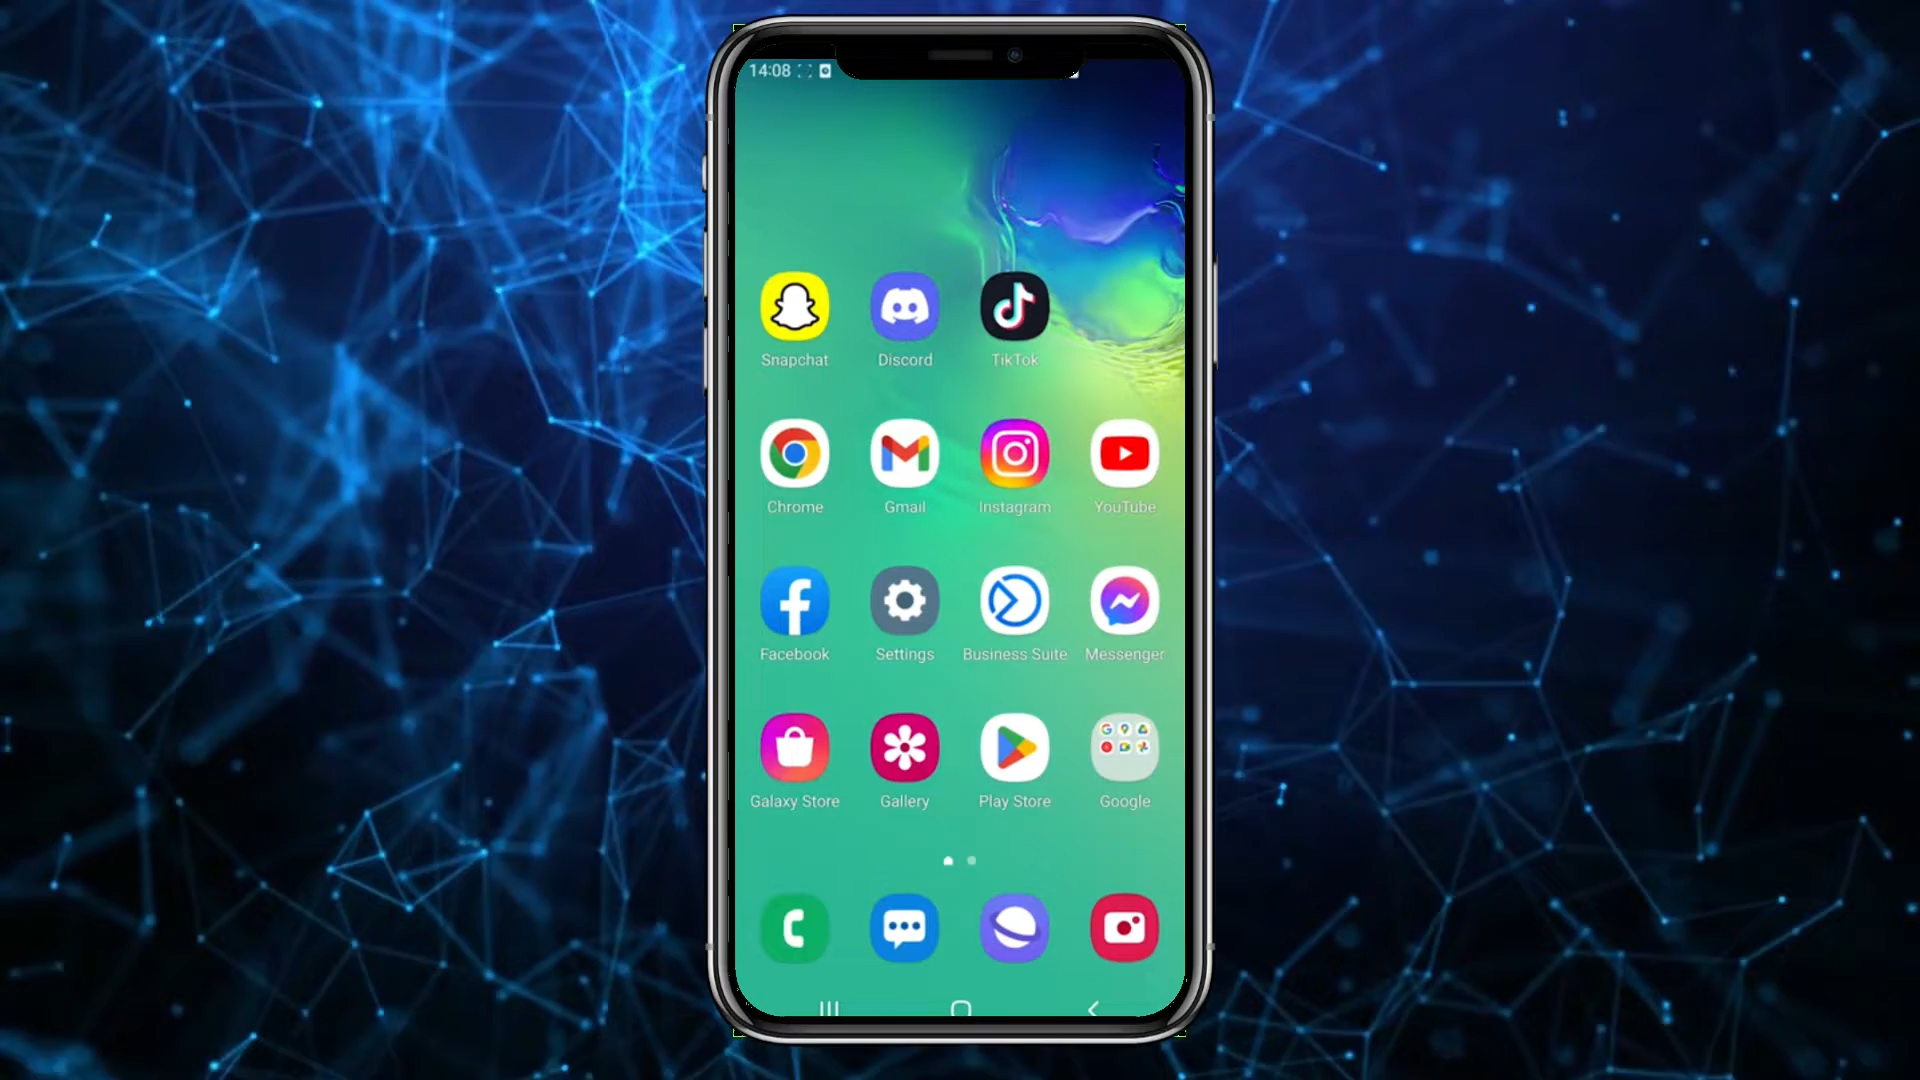 14:08
Snapchat Discord TikTok
Chrome Gmail Instagram YouTube
Facebook Settings Business Suite Messenger
Galaxy Store Gallery Play Store Google